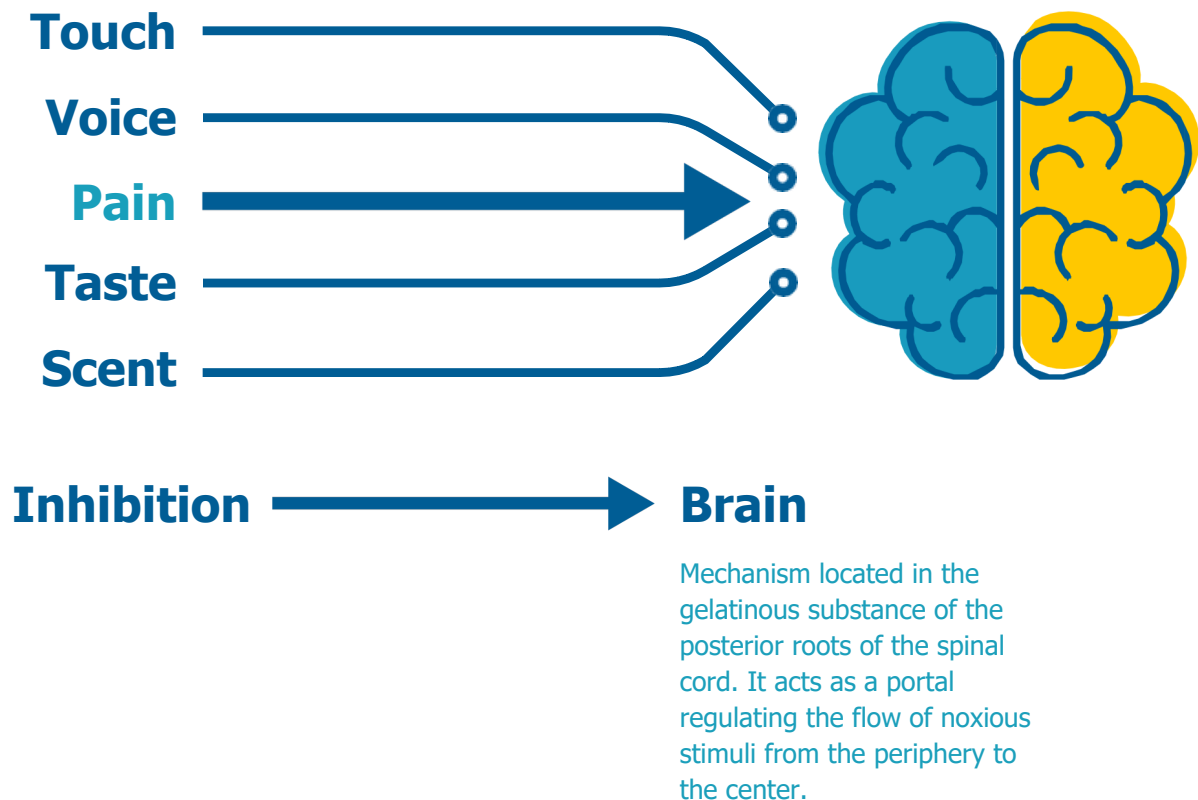 Touch
Voice
Pain
Taste
Scent
Inhibition
Brain
Mechanism located in the
gelatinous substance of the
posterior roots of the spinal
cord. It acts as a portal
regulating the flow of noxious
stimuli from the periphery to
the center.